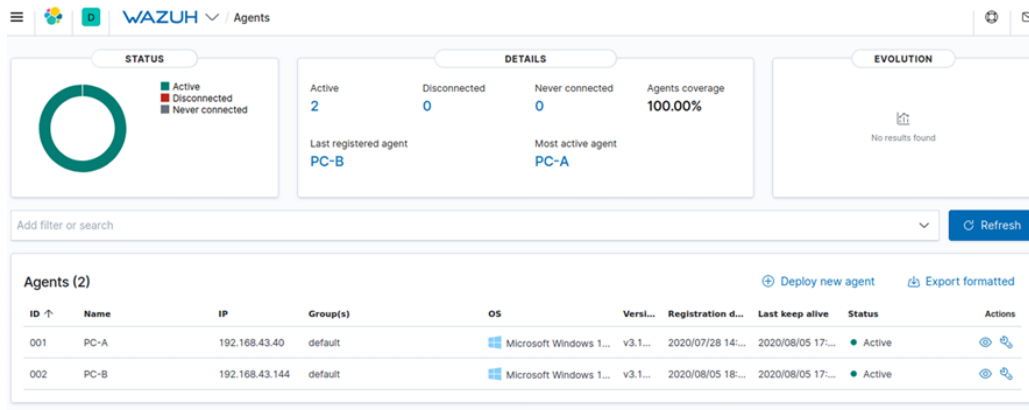 D WAZUH / Agents
STATUS
Active
Disconnected
Never connected
DETAILS
Active Disconnected Never connected Agents coverage
2 0 0 100.00%
Last registered agent Most active agent
PC-B PC-A
EVOLUTION
No results found
Add filter or search
Refresh
Agents (2) Deploy new agent Export formatted
ID Name IP Group(s) OS Versi... Registration d... Last keep alive Status Actions
001 PC-A 192.168.43.40 default Microsoft Windows 1... v3.1... 2020/07/28 14:... 2020/08/05 17:... Active
002 PC-B 192.168.43.144 default Microsoft Windows 1... v3.1... 2020/08/05 18:... 2020/08/05 17:... Active